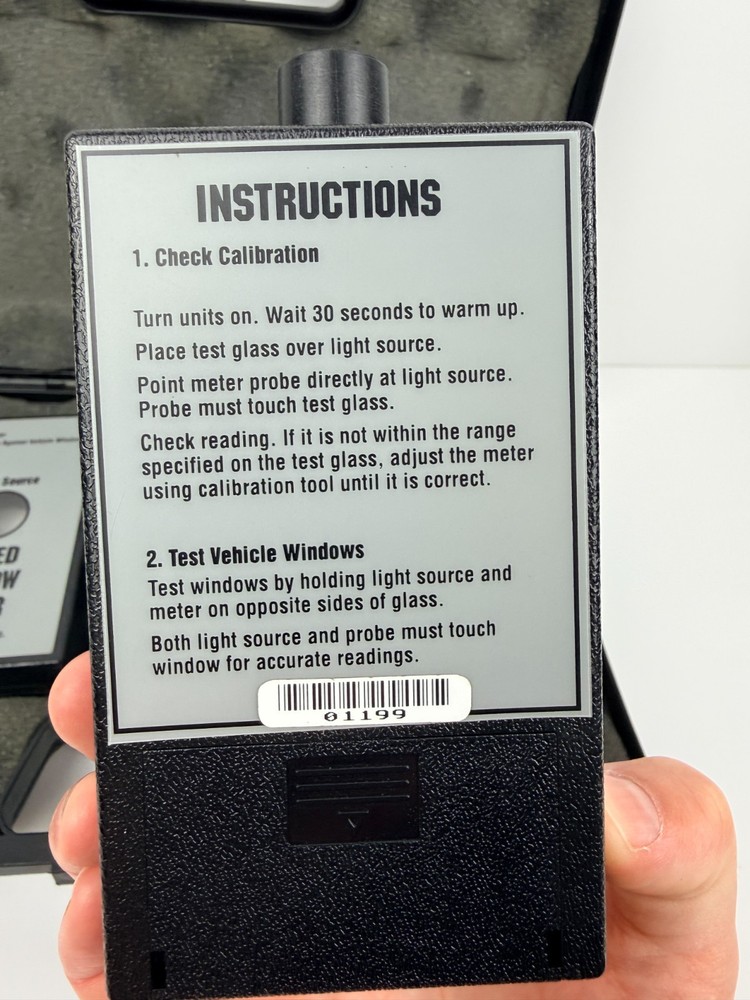 INSTRUCTIONS
1. Check Calibration
Turn units on. Wait 30 seconds to warm up.
Place test glass over light source.
Point meter probe directly at light source.
Probe must touch test glass.
Check reading. If it is not within the range
specified on the test glass, adjust the meter
using calibration tool until it is correct.
2. Test Vehicle Windows
Test windows by holding light source and
meter on opposite sides of glass.
Both light source and probe must touch
window for accurate readings.
01199
Source